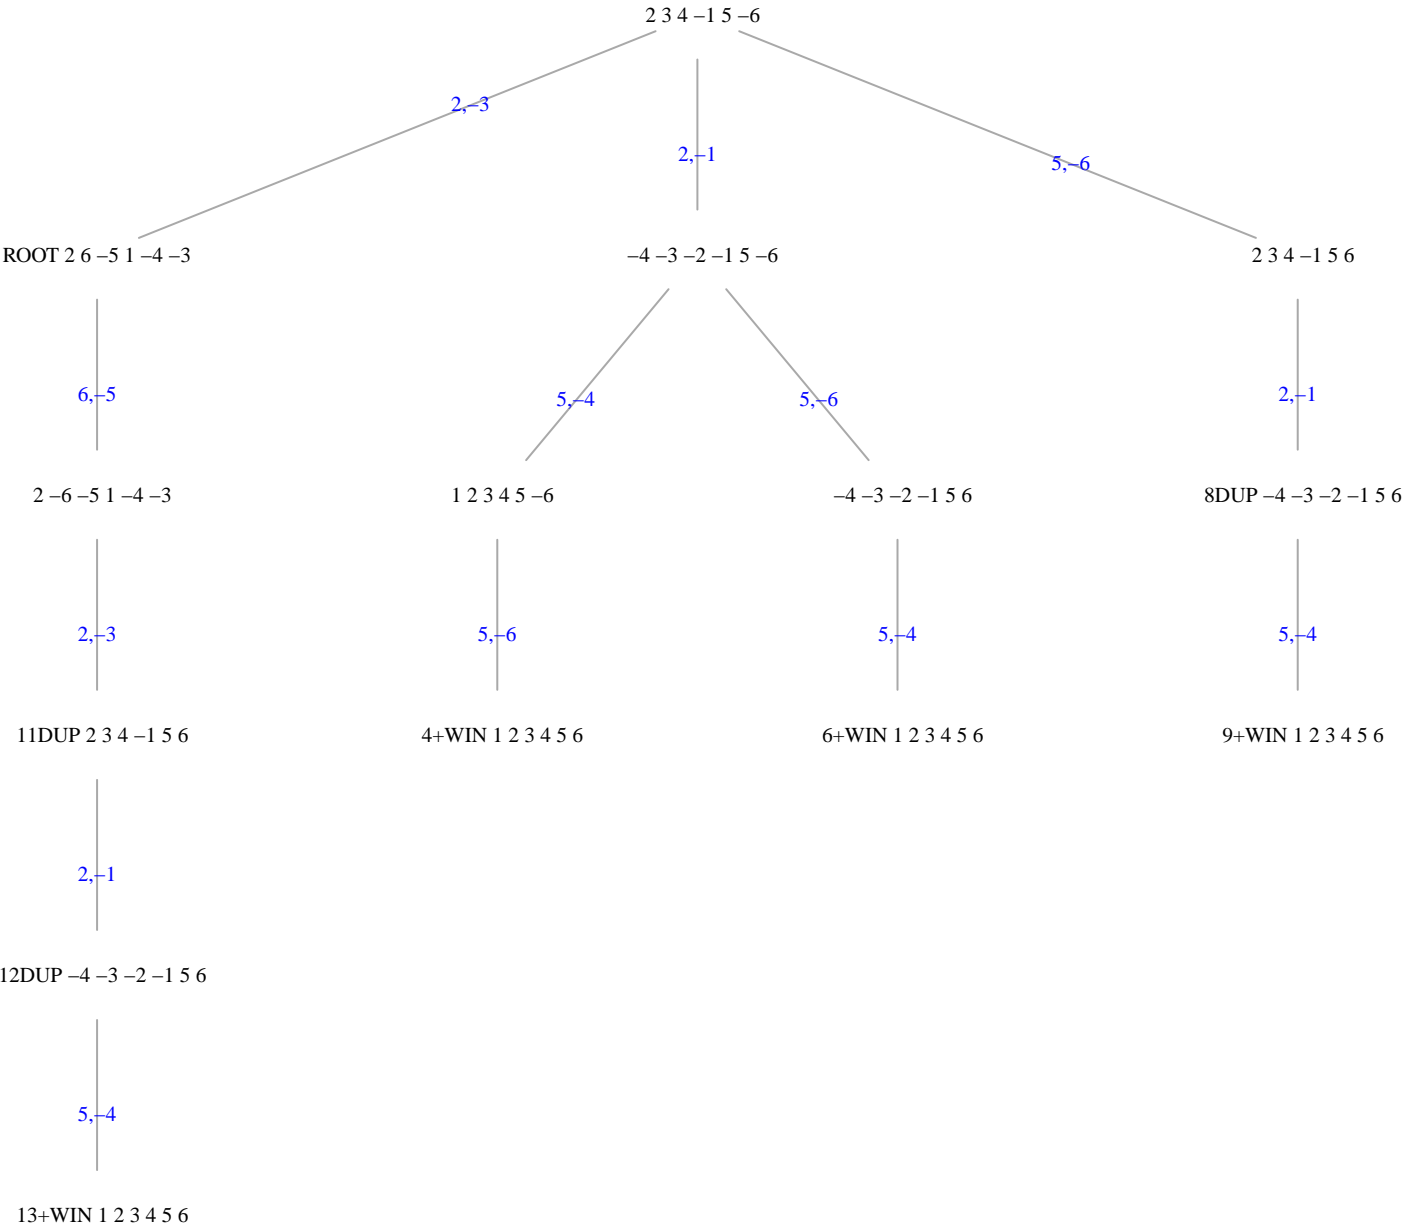 2 3 4 –1 5 –6
2,–3
2,–1
5,–6
ROOT 2 6 –5 1 –4 –3
–4 –3 –2 –1 5 –6
2 3 4 –1 5 6
6,–5
5,–4
5,–6
2,–1
2 –6 –5 1 –4 –3
1 2 3 4 5 –6
–4 –3 –2 –1 5 6
8DUP –4 –3 –2 –1 5 6
2,–3
5,–6
5,–4
5,–4
11DUP 2 3 4 –1 5 6
4+WIN 1 2 3 4 5 6
6+WIN 1 2 3 4 5 6
9+WIN 1 2 3 4 5 6
2,–1
12DUP –4 –3 –2 –1 5 6
5,–4
13+WIN 1 2 3 4 5 6